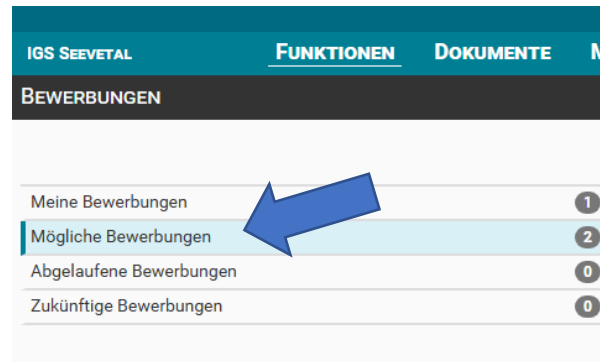 IGS SEEVETAL FUNKTIONEN DOKUMENTE
BEWERBUNGEN
Meine Bewerbungen 1
Mögliche Bewerbungen 2
Abgelaufene Bewerbungen 0
Zukünftige Bewerbungen 0